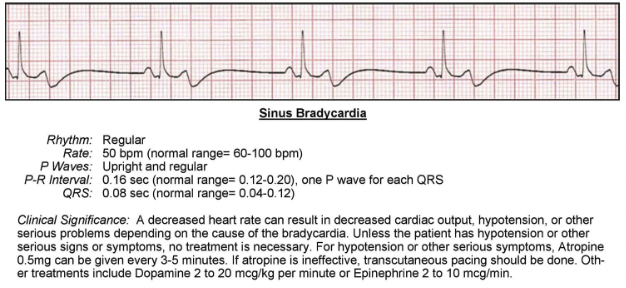 Sinus Bradycardia
Rhythm: Regular
Rate: 50 bpm (normal range= 60-100 bpm)
P Waves: Upright and regular
P-R Interval: 0.16 sec (normal range= 0.12-0.20), one P wave for each QRS
QRS: 0.08 sec (normal range= 0.04-0.12)
Clinical Significance: A decreased heart rate can result in decreased cardiac output, hypotension, or other
serious problems depending on the cause of the bradycardia. Unless the patient has hypotension or other
serious signs or symptoms, no treatment is necessary. For hypotension or other serious symptoms, Atropine
0.5mg can be given every 3-5 minutes. If atropine is ineffective, transcutaneous pacing should be done. Oth-
er treatments include Dopamine 2 to 20 mcg/kg per minute or Epinephrine 2 to 10 mcg/min.